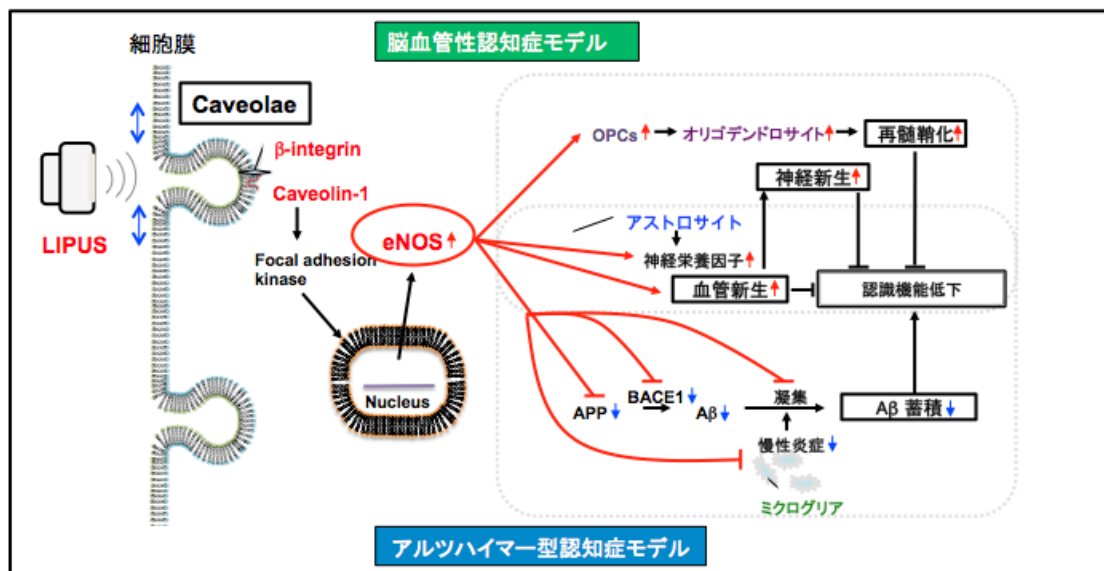 脳血管性認知症モデル
細胞膜
Caveolae
β-integrin
Caveolin-1
LIPUS
Focal adhesion
kinase
eNOS
Nucleus
OPCs
オリゴデンドロサイト
再髄鞘化
神経新生
アストロサイト
神経栄養因子
血管新生
認識機能低下
APP
BACE1
Aβ
凝集
Aβ 蓄積
慢性炎症
ミクログリア
アルツハイマー型認知症モデル